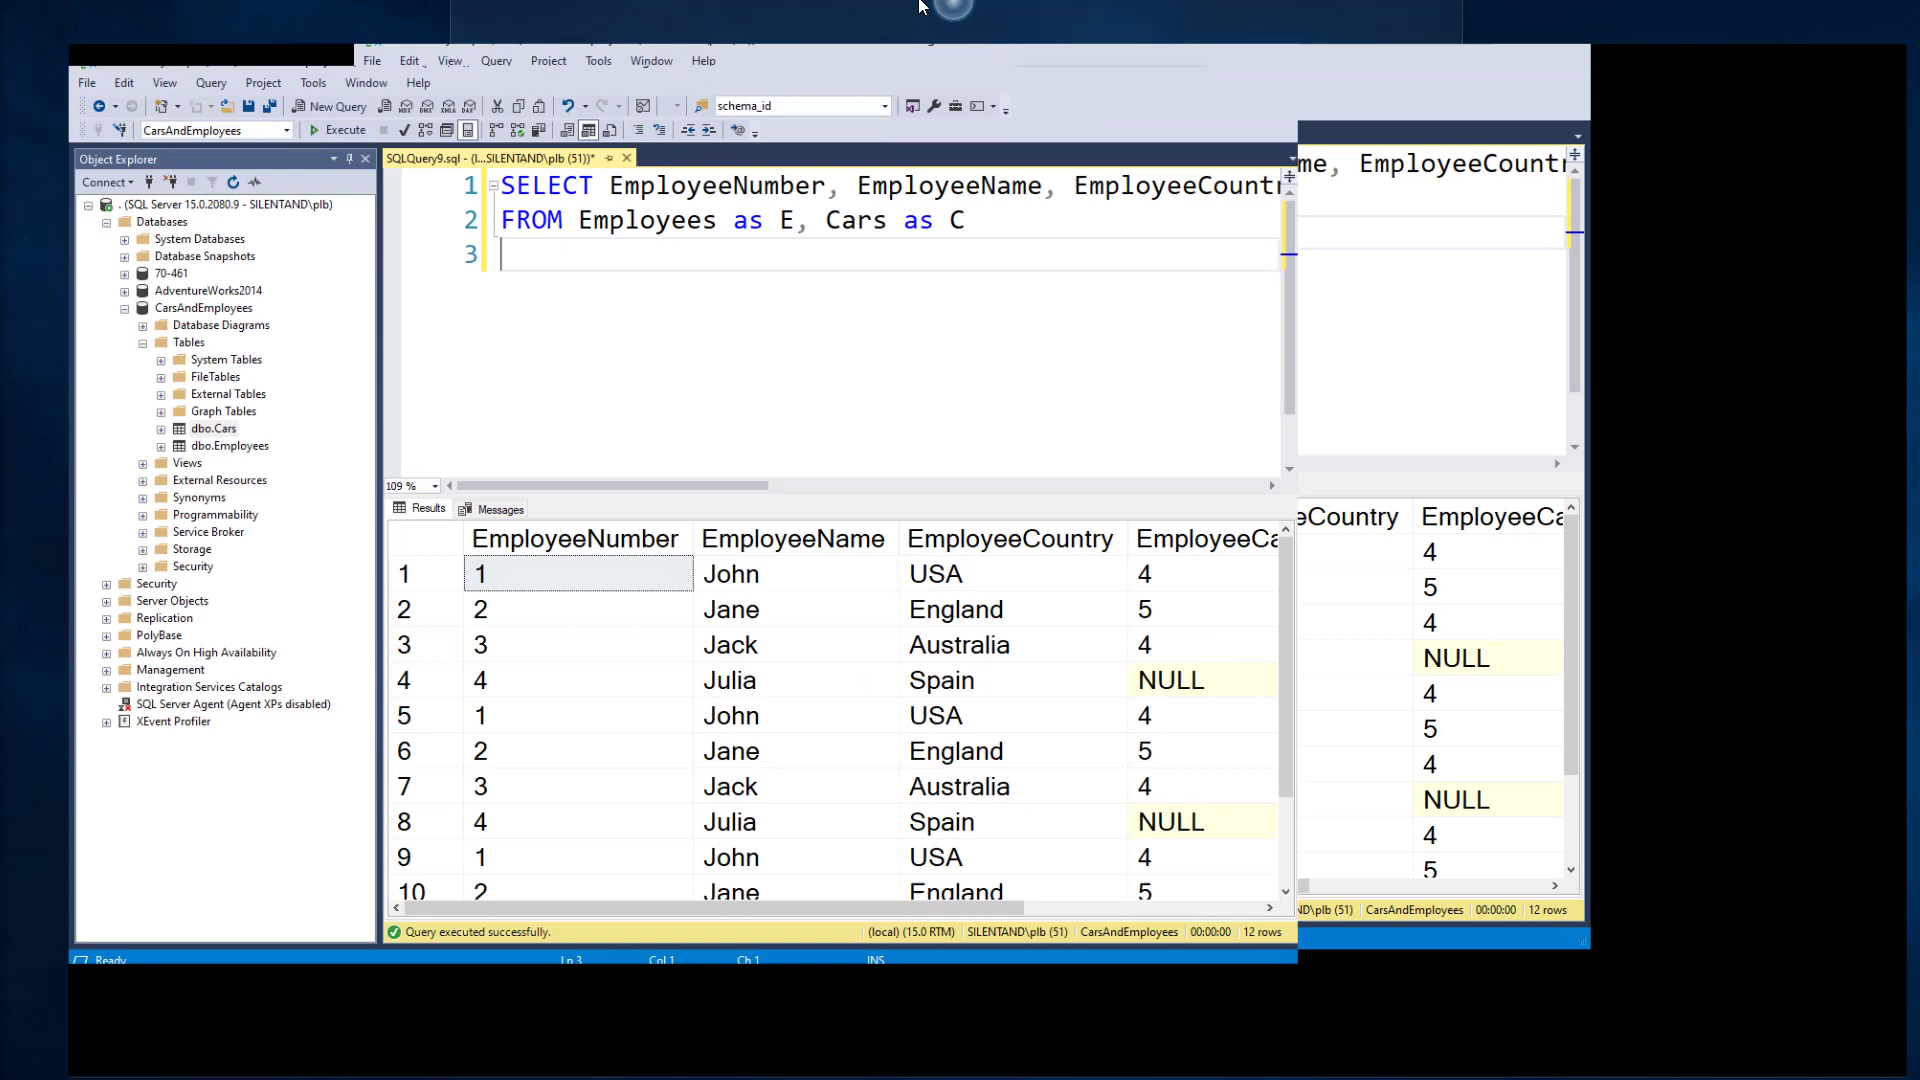 File Edit View Query Project Tools Window Help
File Edit View Query Project Tools Window Help
New Query
MDX DMX XMLA DAX
schema_id
CarsAndEmployees
Execute
Object Explorer
Connect
. (SQL Server 15.0.2080.9 - SILENTAND\plb)
Databases
System Databases
Database Snapshots
70-461
AdventureWorks2014
CarsAndEmployees
Database Diagrams
Tables
System Tables
FileTables
External Tables
Graph Tables
dbo.Cars
dbo.Employees
Views
External Resources
Synonyms
Programmability
Service Broker
Storage
Security
Security
Server Objects
Replication
PolyBase
Always On High Availability
Management
Integration Services Catalogs
SQL Server Agent (Agent XPs disabled)
XEvent Profiler
SQLQuery9.sql - (l...SILENTAND\plb (51))*
1 SELECT EmployeeNumber, EmployeeName, EmployeeCountr
2 FROM Employees as E, Cars as C
3
109 %
Results Messages
EmployeeNumber EmployeeName EmployeeCountry EmployeeCa
1 1 John USA 4
2 2 Jane England 5
3 3 Jack Australia 4
4 4 Julia Spain NULL
5 1 John USA 4
6 2 Jane England 5
7 3 Jack Australia 4
8 4 Julia Spain NULL
9 1 John USA 4
10 2 Jane England 5
Query executed successfully.
(local) (15.0 RTM) SILENTAND\plb (51) CarsAndEmployees 00:00:00 12 rows
Ready Ln 3 Col 1 Ch 1 INS
me, EmployeeCountr
eCountry EmployeeCa
4
5
4
NULL
4
5
4
NULL
4
5
ND\plb (51) CarsAndEmployees 00:00:00 12 rows